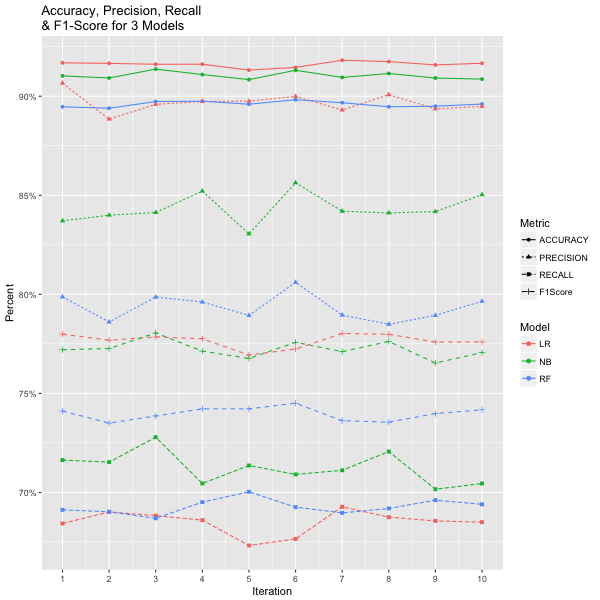 Accuracy, Precision, Recall
& F1-Score for 3 Models
90%
85%
80%
75%
70%
Percent
1 2 3 4 5 6 7 8 9 10
Iteration
Metric
ACCURACY
PRECISION
RECALL
F1Score
Model
LR
NB
RF